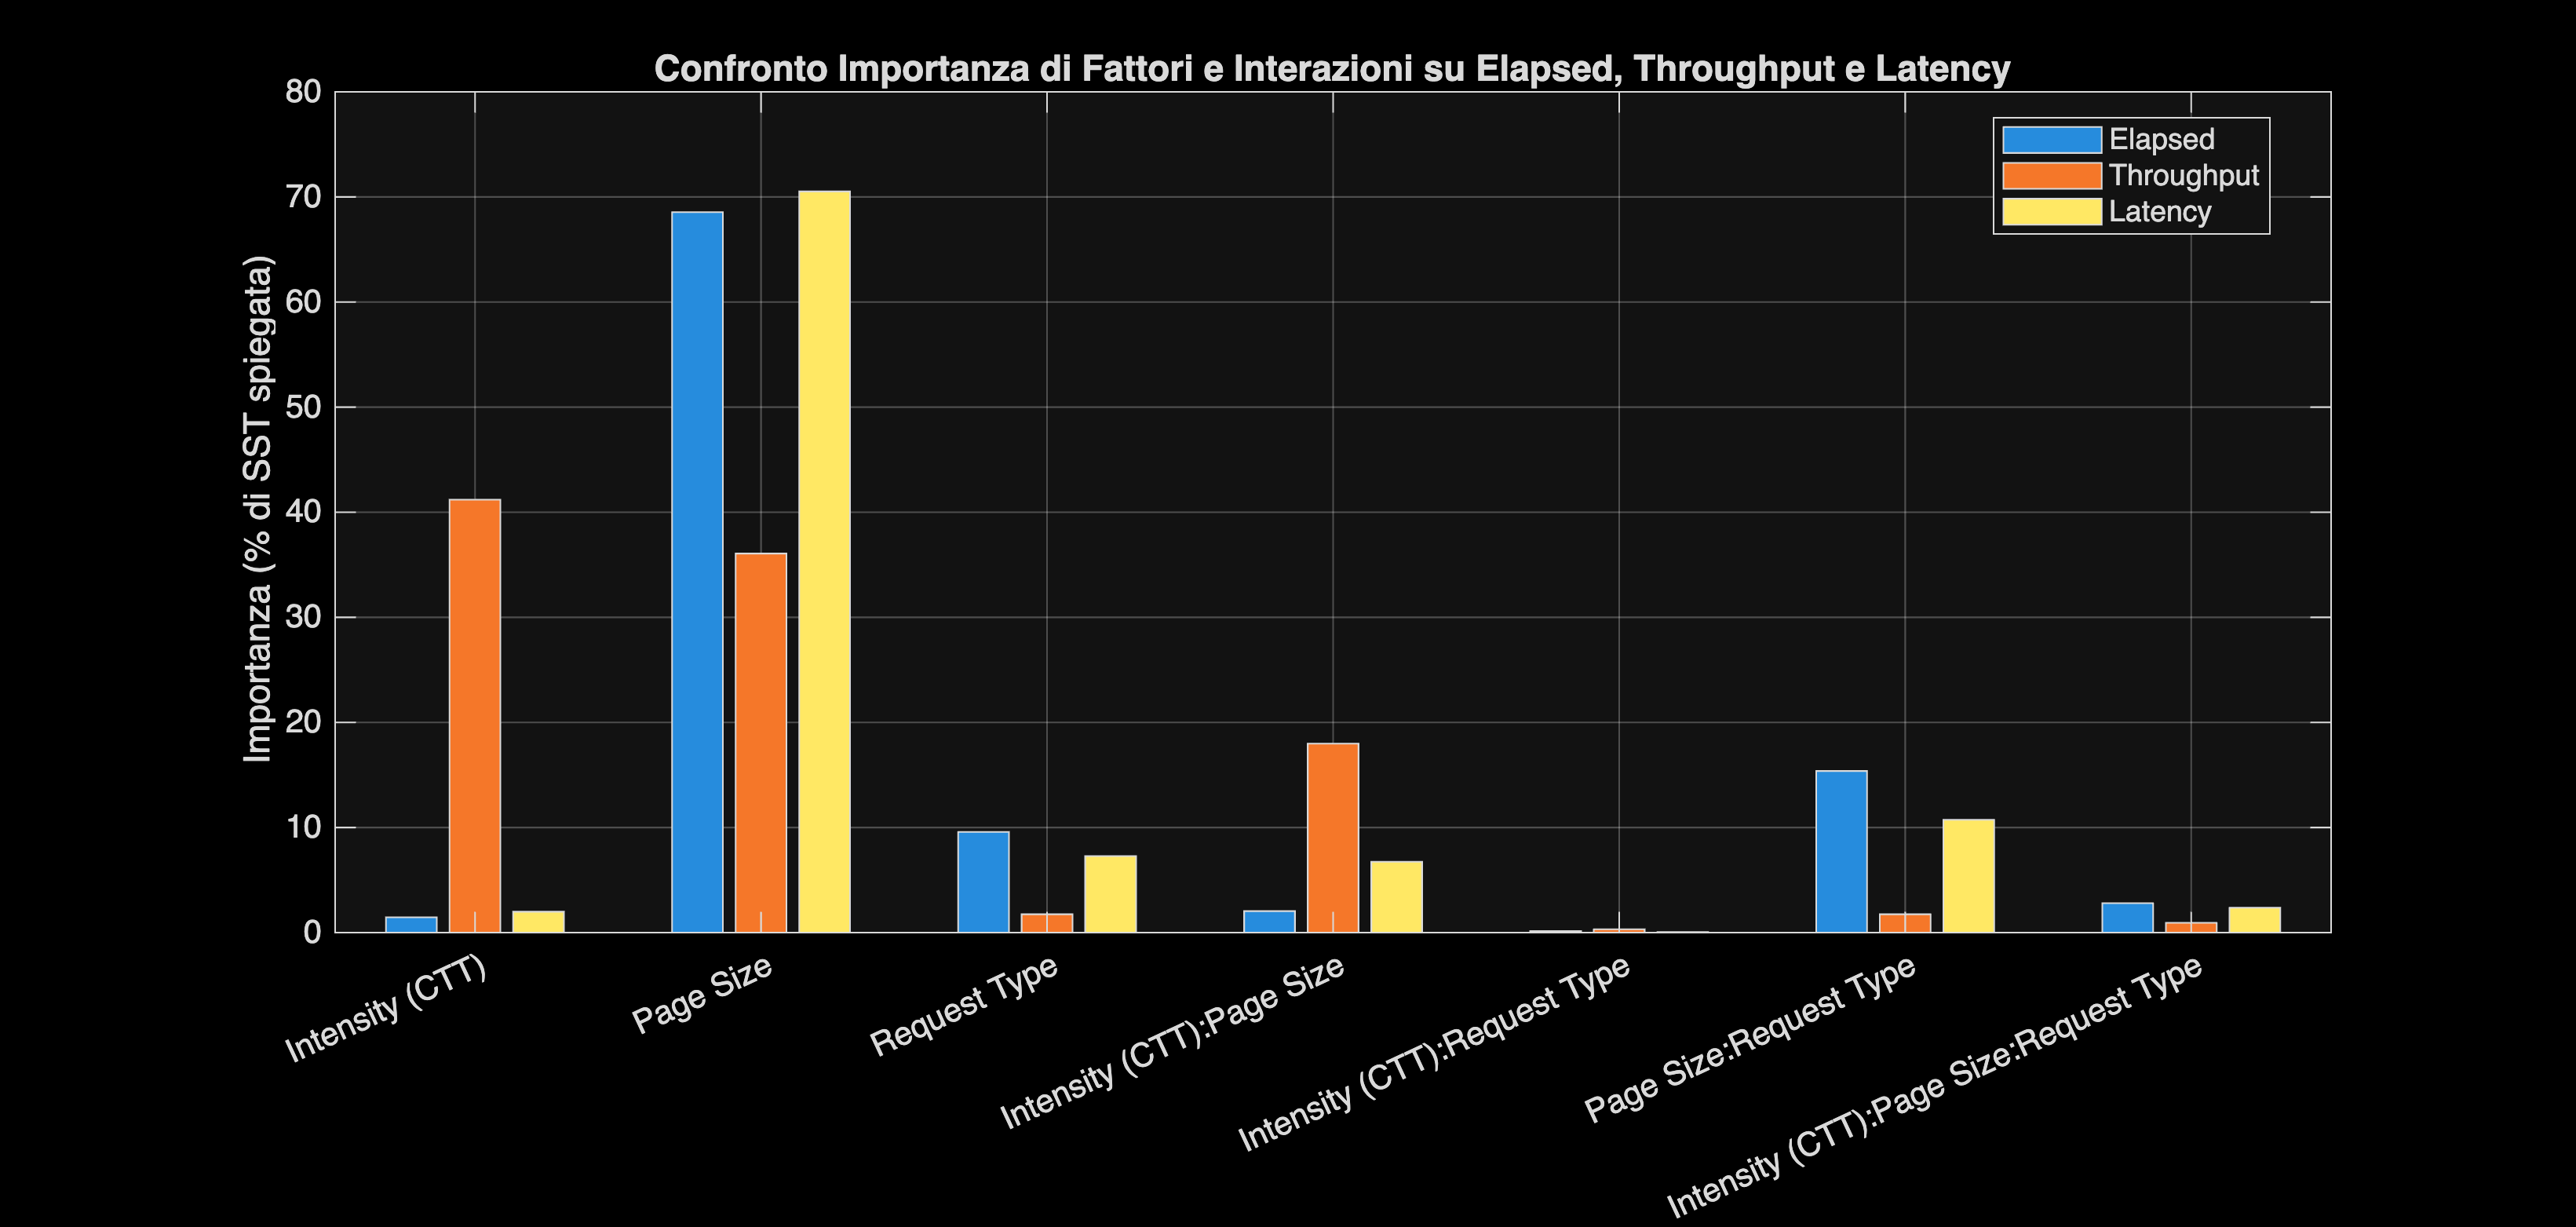 Confronto Importanza di Fattori e Interazioni su Elapsed, Throughput e Latency
Elapsed
Throughput
Latency
Importanza (% di SST spiegata)
80
70
60
50
40
30
20
10
0
Intensity (CTT)
Page Size
Request Type
Intensity (CTT):Page Size
Intensity (CTT):Request Type
Page Size:Request Type
Intensity (CTT):Page Size:Request Type